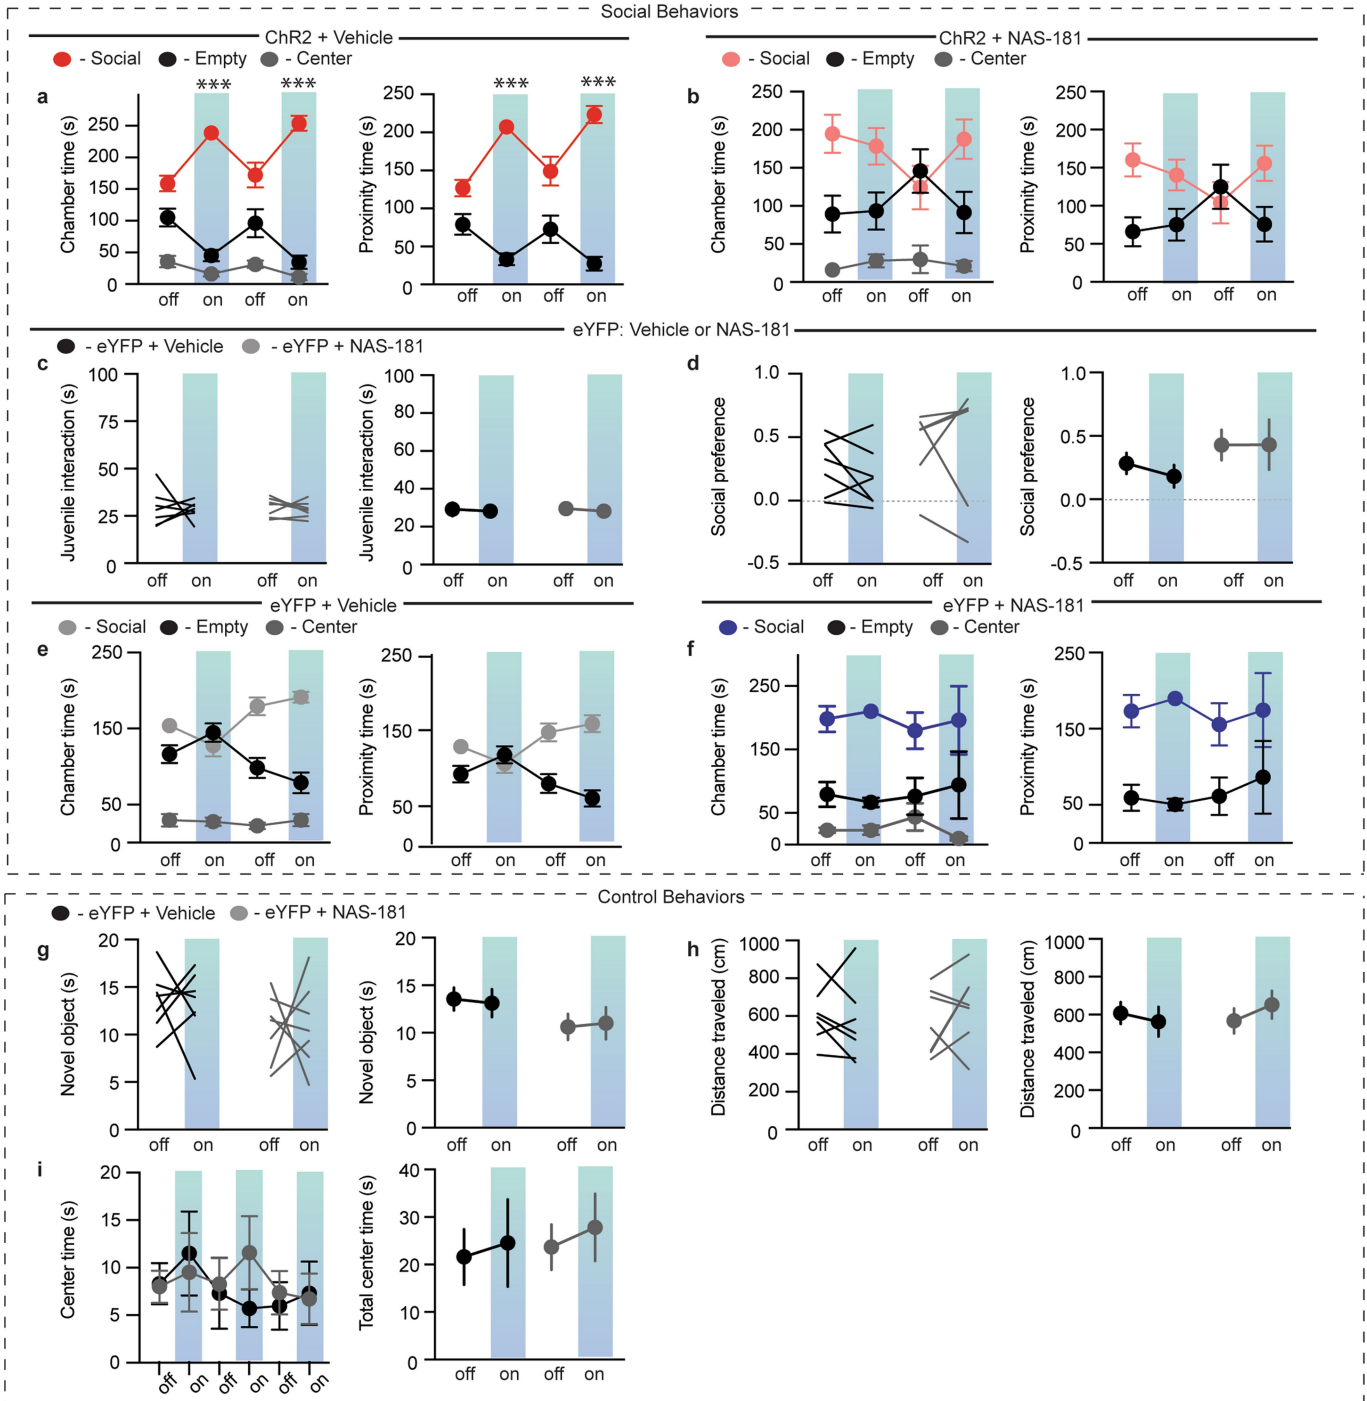 Social Behaviors
ChR2 + Vehicle
- Social - Empty - Center
ChR2 + NAS-181
- Social - Empty - Center
a
*** ***
Chamber time (s)
250
200
150
100
50
0
off on off on
*** ***
Proximity time (s)
250
200
150
100
50
0
off on off on
b
Chamber time (s)
250
200
150
100
50
0
off on off on
Proximity time (s)
250
200
150
100
50
0
off on off on
eYFP: Vehicle or NAS-181
- eYFP + Vehicle - eYFP + NAS-181
c
Juvenile interaction (s)
100
75
50
25
0
off on off on
Juvenile interaction (s)
100
80
60
40
20
0
off on off on
d
Social preference
1.0
0.5
0.0
-0.5
off on off on
Social preference
1.0
0.5
0.0
-0.5
off on off on
eYFP + Vehicle
- Social - Empty - Center
eYFP + NAS-181
- Social - Empty - Center
e
Chamber time (s)
250
150
50
0
off on off on
Proximity time (s)
250
150
50
0
off on off on
f
Chamber time (s)
250
150
50
0
off on off on
Proximity time (s)
250
150
50
0
off on off on
Control Behaviors
- eYFP + Vehicle - eYFP + NAS-181
g
Novel object (s)
20
15
10
5
0
off on off on
Novel object (s)
20
15
10
5
0
off on off on
h
Distance traveled (cm)
1000
800
600
400
200
0
off on off on
Distance traveled (cm)
1000
800
600
400
200
0
off on off on
i
Center time (s)
20
15
10
5
0
off on off on off on
Total center time (s)
40
30
20
10
0
off on off on